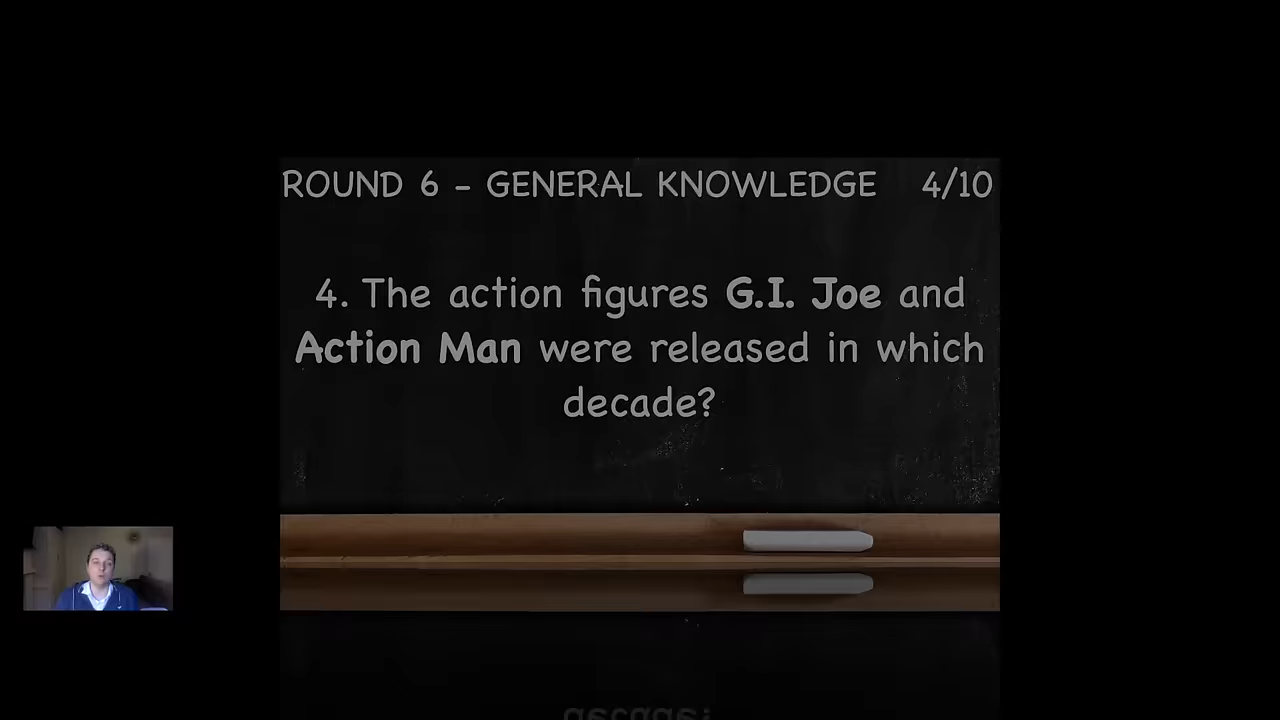 ROUND 6 - GENERAL KNOWLEDGE 4/10
4. The action figures G.I. Joe and
Action Man were released in which
decade?